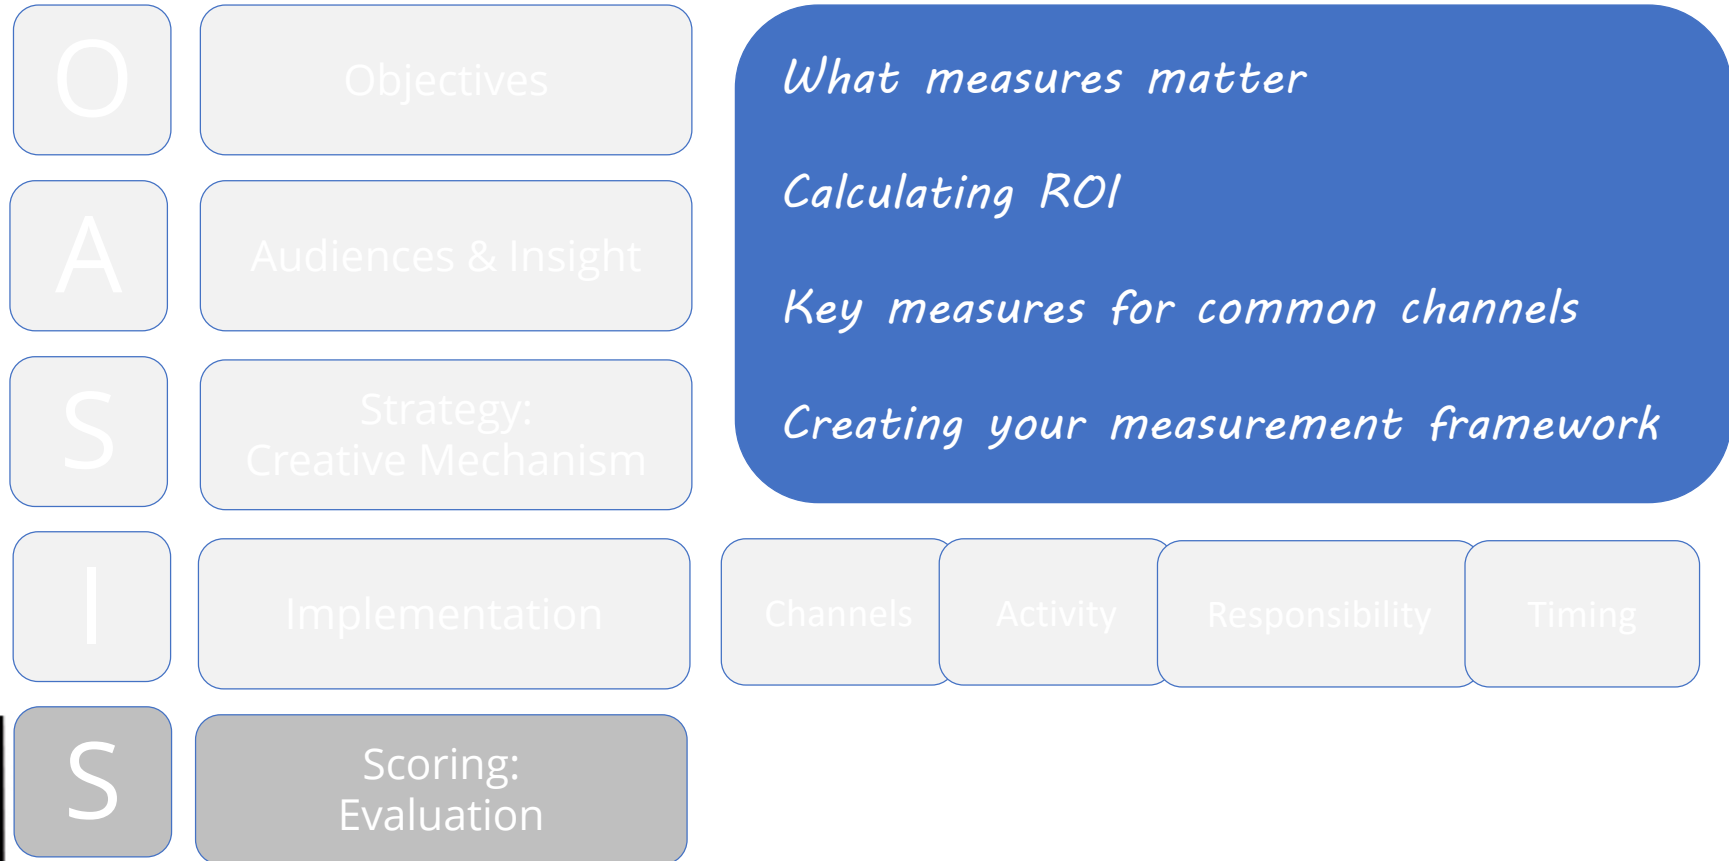 O
Objectives
A
Audiences & Insight
S
Strategy:
Creative Mechanism
I
Implementation
Channels
Activity
Responsibility
Timing
S
Scoring:
Evaluation
What measures matter
Calculating ROI
Key measures for common channels
Creating your measurement framework